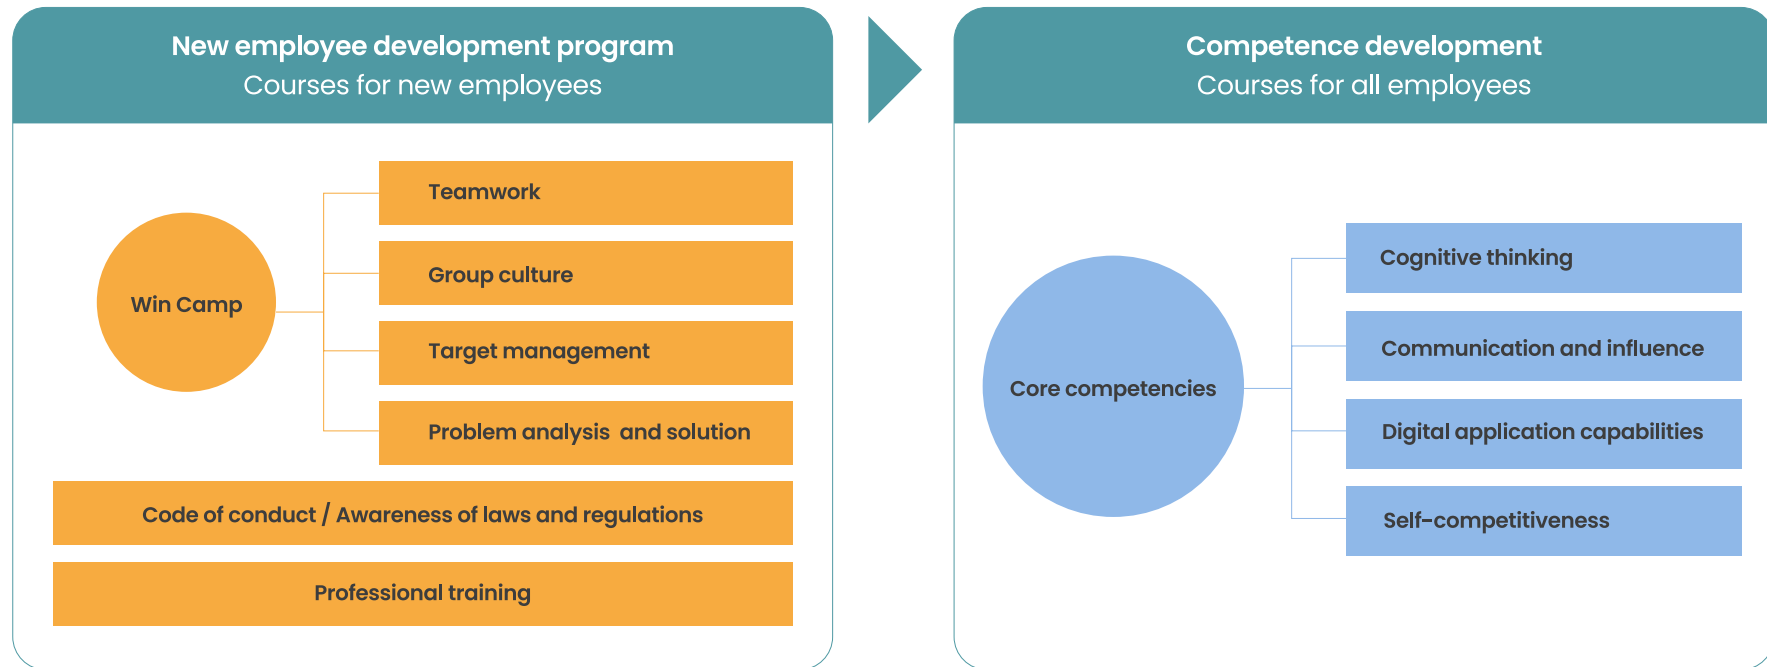 New employee development program
Courses for new employees
Win Camp
Teamwork
Group culture
Target management
Problem analysis and solution
Code of conduct / Awareness of laws and regulations
Professional training
Competence development
Courses for all employees
Core competencies
Cognitive thinking
Communication and influence
Digital application capabilities
Self-competitiveness